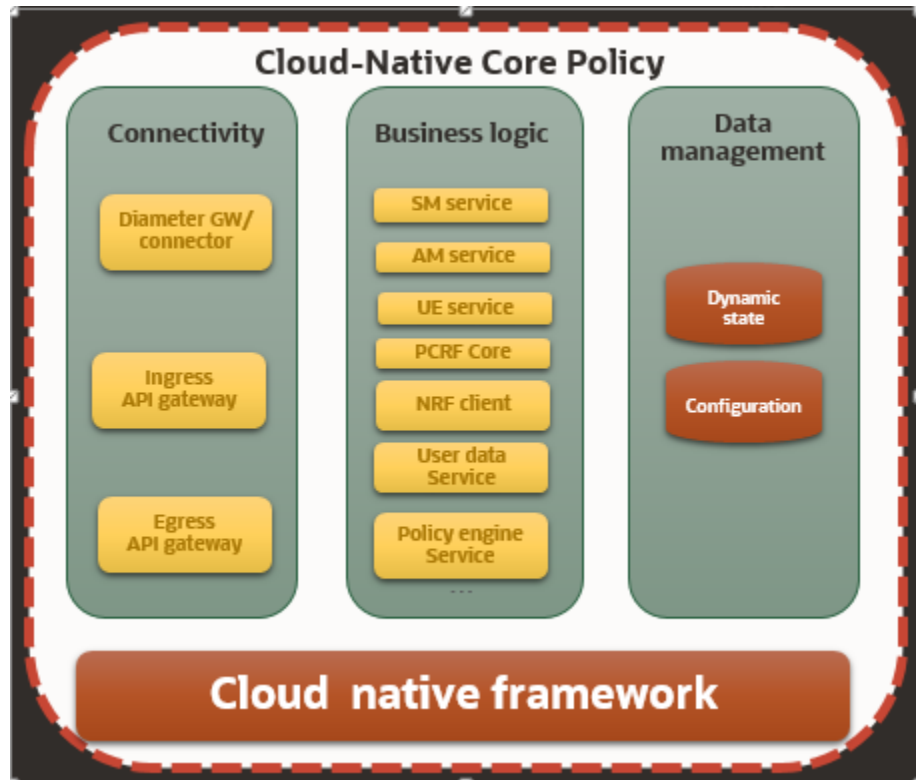 Cloud-Native Core Policy
Connectivity
Diameter GW/
connector
Ingress
API gateway
Egress
API gateway
Business logic
SM service
AM service
UE service
PCRF Core
NRF client
User data
Service
Policy engine
Service
...
Data
management
Dynamic
state
Configuration
Cloud native framework